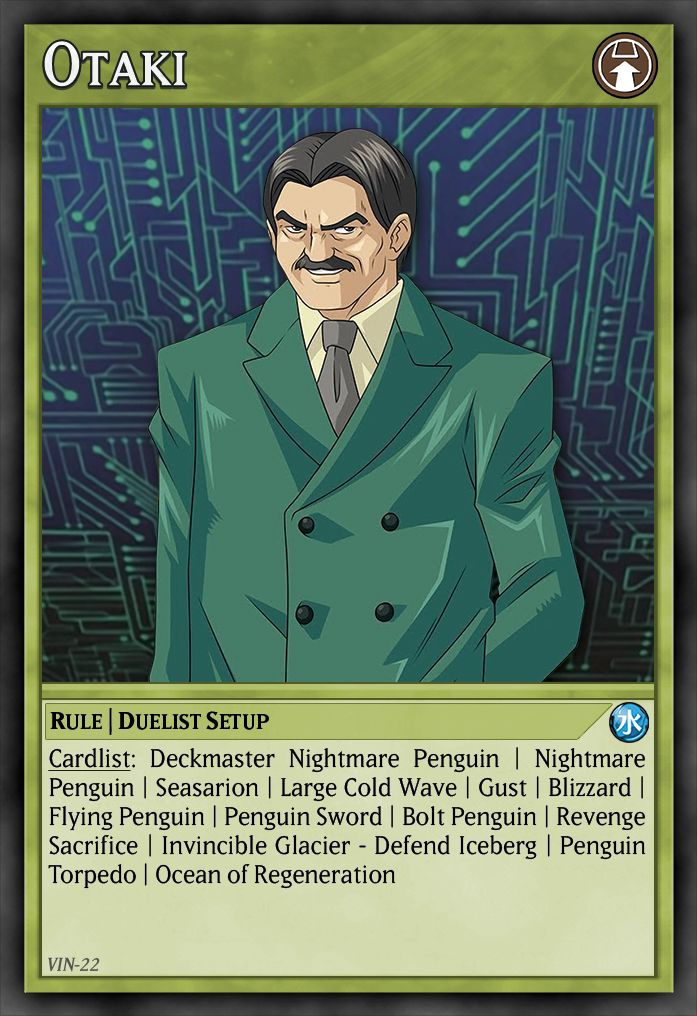 Otaki
Rule | Duelist Setup
水
Cardlist: Deckmaster Nightmare Penguin | Nightmare
Penguin | Seasarion | Large Cold Wave | Gust | Blizzard |
Flying Penguin | Penguin Sword | Bolt Penguin | Revenge
Sacrifice | Invincible Glacier - Defend Iceberg | Penguin
Torpedo | Ocean of Regeneration
VIN-22